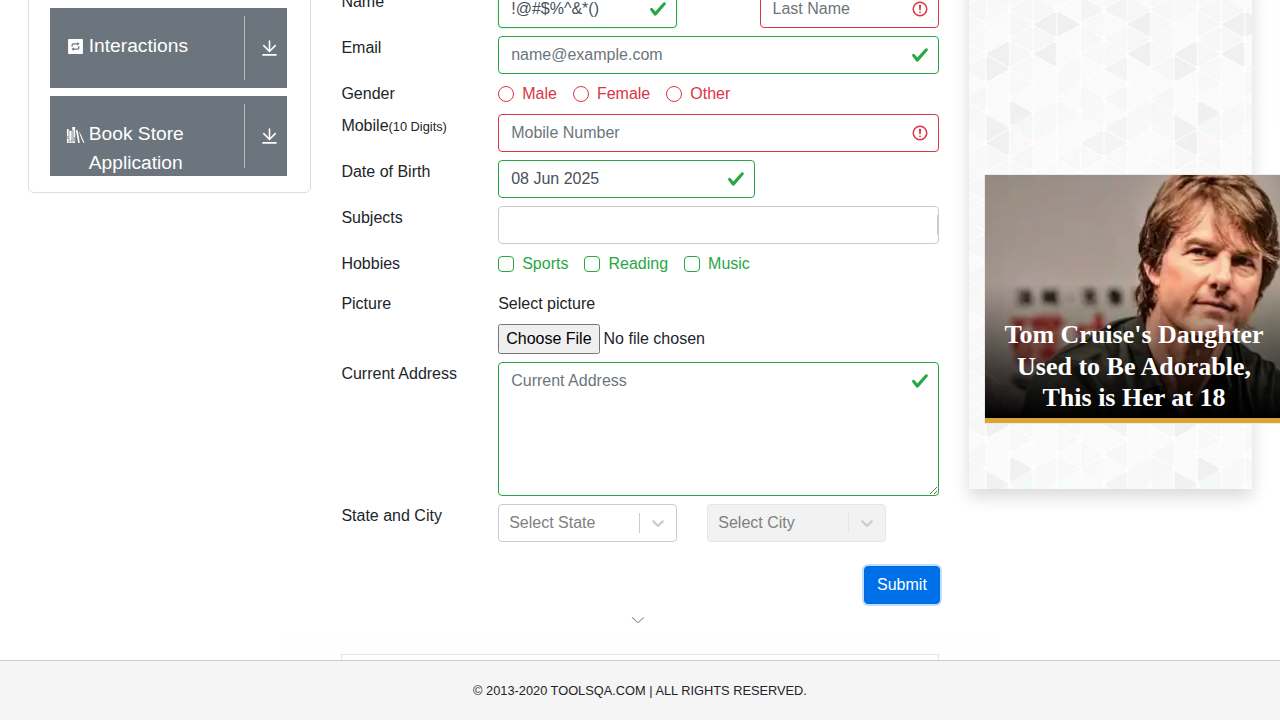 Name
!@#$%^&*()
Last Name
Interactions
Email
name@example.com
Gender
Male
Female
Other
Book Store
Application
Mobile(10 Digits)
Mobile Number
Date of Birth
08 Jun 2025
Subjects
Hobbies
Sports
Reading
Music
Picture
Select picture
Choose File No file chosen
Tom Cruise's Daughter
Used to Be Adorable,
This is Her at 18
Current Address
Current Address
State and City
Select State
Select City
Submit
© 2013-2020 TOOLSQA.COM | ALL RIGHTS RESERVED.